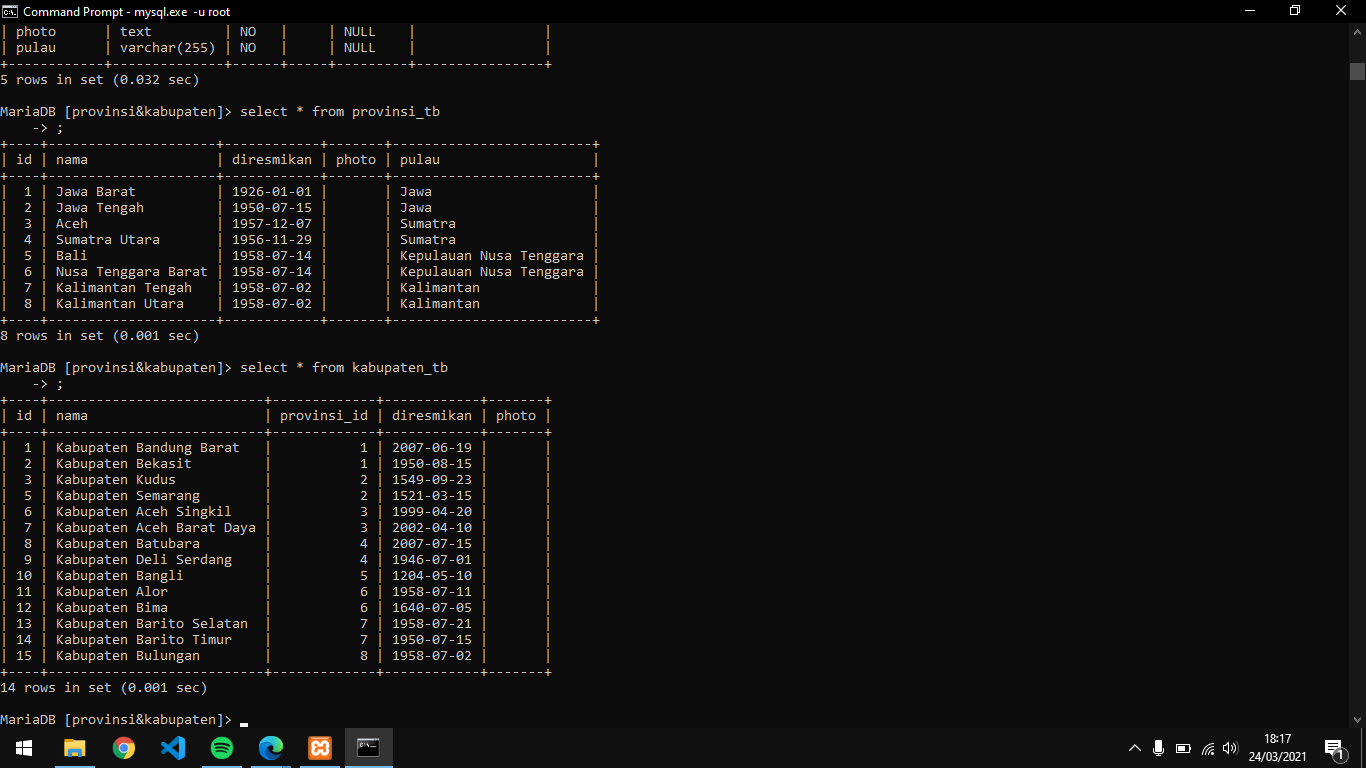 Command Prompt - mysql.exe  -u root
| photo      | text         | NO   |     | NULL    |                |
| pulau      | varchar(255) | NO   |     | NULL    |                |
+------------+--------------+------+-----+---------+----------------+
5 rows in set (0.032 sec)
MariaDB [provinsi&kabupaten]> select * from provinsi_tb
    -> ;
+----+---------------------+------------+-------+-------------------------+
| id | nama                | diresmikan | photo | pulau                   |
+----+---------------------+------------+-------+-------------------------+
|  1 | Jawa Barat          | 1926-01-01 |       | Jawa                    |
|  2 | Jawa Tengah         | 1950-07-15 |       | Jawa                    |
|  3 | Aceh                | 1957-12-07 |       | Sumatra                 |
|  4 | Sumatra Utara       | 1956-11-29 |       | Sumatra                 |
|  5 | Bali                | 1958-07-14 |       | Kepulauan Nusa Tenggara |
|  6 | Nusa Tenggara Barat | 1958-07-14 |       | Kepulauan Nusa Tenggara |
|  7 | Kalimantan Tengah   | 1958-07-02 |       | Kalimantan              |
|  8 | Kalimantan Utara    | 1958-07-02 |       | Kalimantan              |
+----+---------------------+------------+-------+-------------------------+
8 rows in set (0.001 sec)
MariaDB [provinsi&kabupaten]> select * from kabupaten_tb
    -> ;
+----+---------------------------+-------------+------------+-------+
| id | nama                      | provinsi_id | diresmikan | photo |
+----+---------------------------+-------------+------------+-------+
|  1 | Kabupaten Bandung Barat   |           1 | 2007-06-19 |       |
|  2 | Kabupaten Bekasit         |           1 | 1950-08-15 |       |
|  3 | Kabupaten Kudus           |           2 | 1549-09-23 |       |
|  5 | Kabupaten Semarang        |           2 | 1521-03-15 |       |
|  6 | Kabupaten Aceh Singkil    |           3 | 1999-04-20 |       |
|  7 | Kabupaten Aceh Barat Daya |           3 | 2002-04-10 |       |
|  8 | Kabupaten Batubara        |           4 | 2007-07-15 |       |
|  9 | Kabupaten Deli Serdang    |           4 | 1946-07-01 |       |
| 10 | Kabupaten Bangli          |           5 | 1204-05-10 |       |
| 11 | Kabupaten Alor            |           6 | 1958-07-11 |       |
| 12 | Kabupaten Bima            |           6 | 1640-07-05 |       |
| 13 | Kabupaten Barito Selatan  |           7 | 1958-07-21 |       |
| 14 | Kabupaten Barito Timur    |           7 | 1950-07-15 |       |
| 15 | Kabupaten Bulungan        |           8 | 1958-07-02 |       |
+----+---------------------------+-------------+------------+-------+
14 rows in set (0.001 sec)
MariaDB [provinsi&kabupaten]> _
18:17
24/03/2021
1